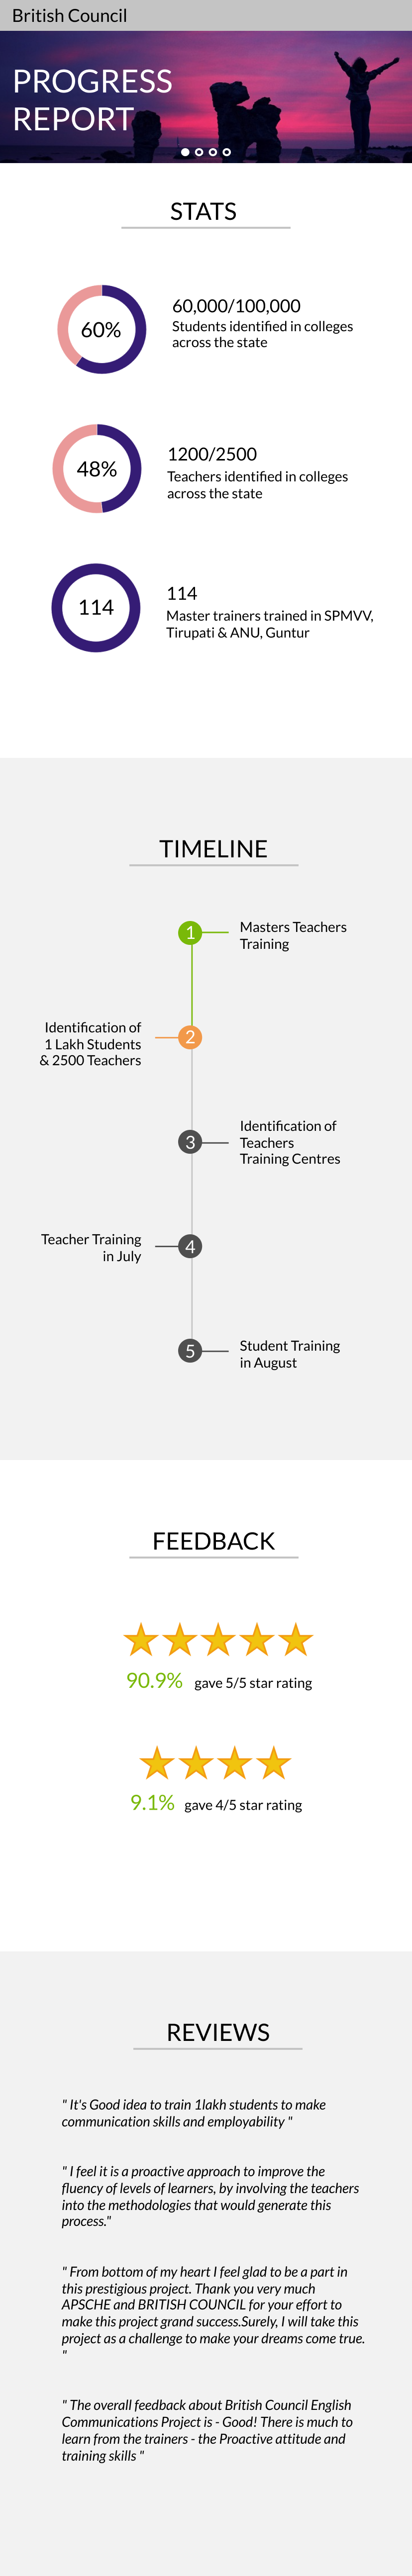 British Council
PROGRESS
REPORT
STATS
60%
60,000/100,000
Students identified in colleges
across the state
48%
1200/2500
Teachers identified in colleges
across the state
114
114
Master trainers trained in SPMVV,
Tirupati & ANU, Guntur
TIMELINE
1
Masters Teachers
Training
Identification of
1 Lakh Students
& 2500 Teachers
2
3
Identification of
Teachers
Training Centres
Teacher Training
in July
4
5
Student Training
in August
FEEDBACK
90.9% gave 5/5 star rating
9.1% gave 4/5 star rating
REVIEWS
" It's Good idea to train 1lakh students to make
communication skills and employability "
" I feel it is a proactive approach to improve the
fluency of levels of learners, by involving the teachers
into the methodologies that would generate this
process."
" From bottom of my heart I feel glad to be a part in
this prestigious project. Thank you very much
APSCHE and BRITISH COUNCIL for your effort to
make this project grand success.Surely, I will take this
project as a challenge to make your dreams come true.
"
" The overall feedback about British Council English
Communications Project is - Good! There is much to
learn from the trainers - the Proactive attitude and
training skills "